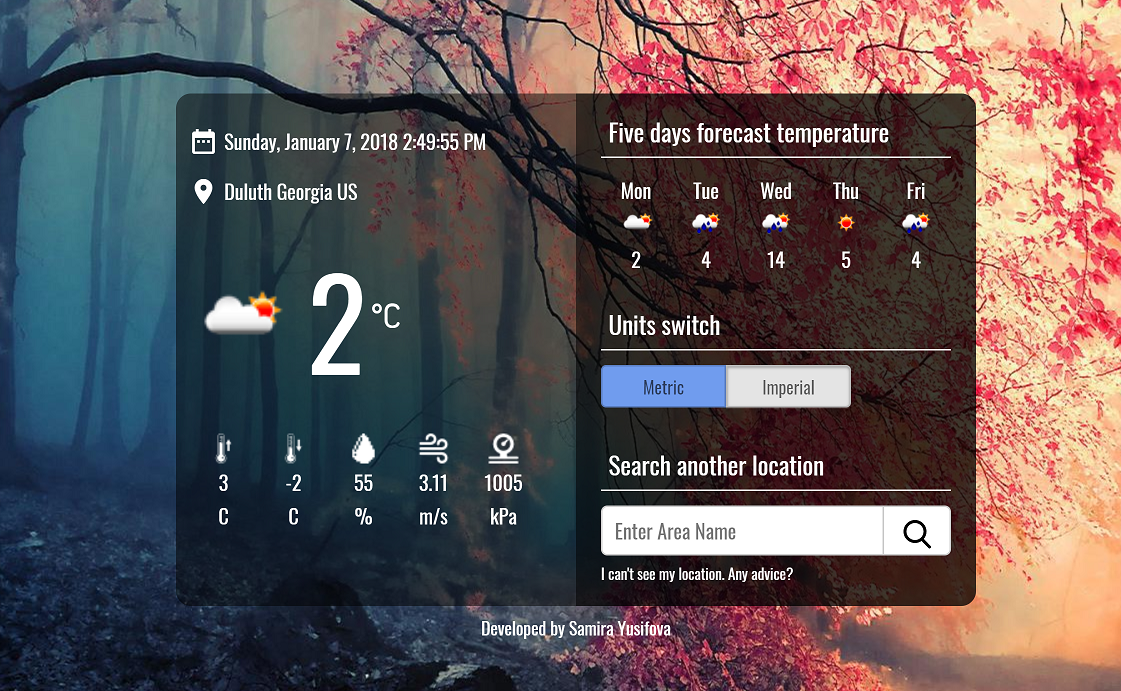 Sunday, January 7, 2018 2:49:55 PM
Duluth Georgia US
2 °C
3 -2 55 3.11 1005
C C % m/s kPa
Five days forecast temperature
Mon Tue Wed Thu Fri
2 4 14 5 4
Units switch
Metric Imperial
Search another location
Enter Area Name
I can't see my location. Any advice?
Developed by Samira Yusifova